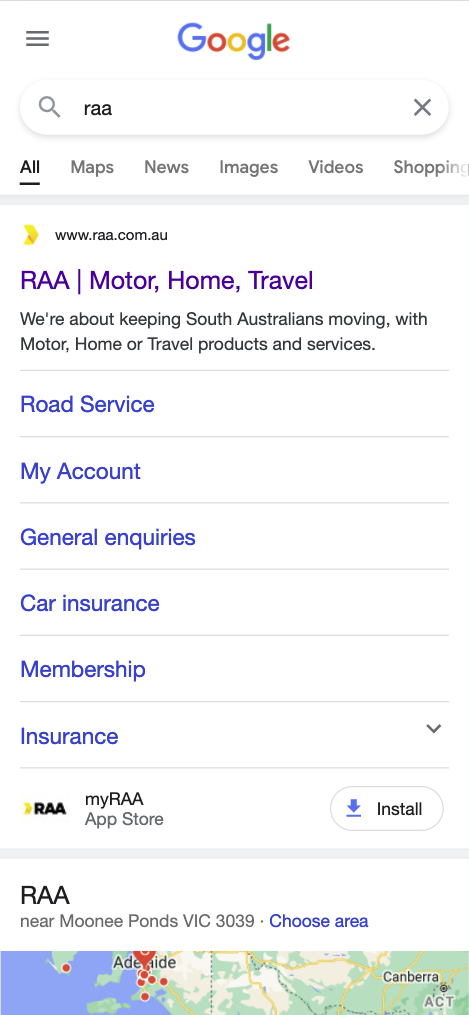 Google
raa
All Maps News Images Videos Shopping
www.raa.com.au
RAA | Motor, Home, Travel
We're about keeping South Australians moving, with
Motor, Home or Travel products and services.
Road Service
My Account
General enquiries
Car insurance
Membership
Insurance
RAA
myRAA
App Store
Install
RAA
near Moonee Ponds VIC 3039 · Choose area
Adelaide
Canberra
ACT